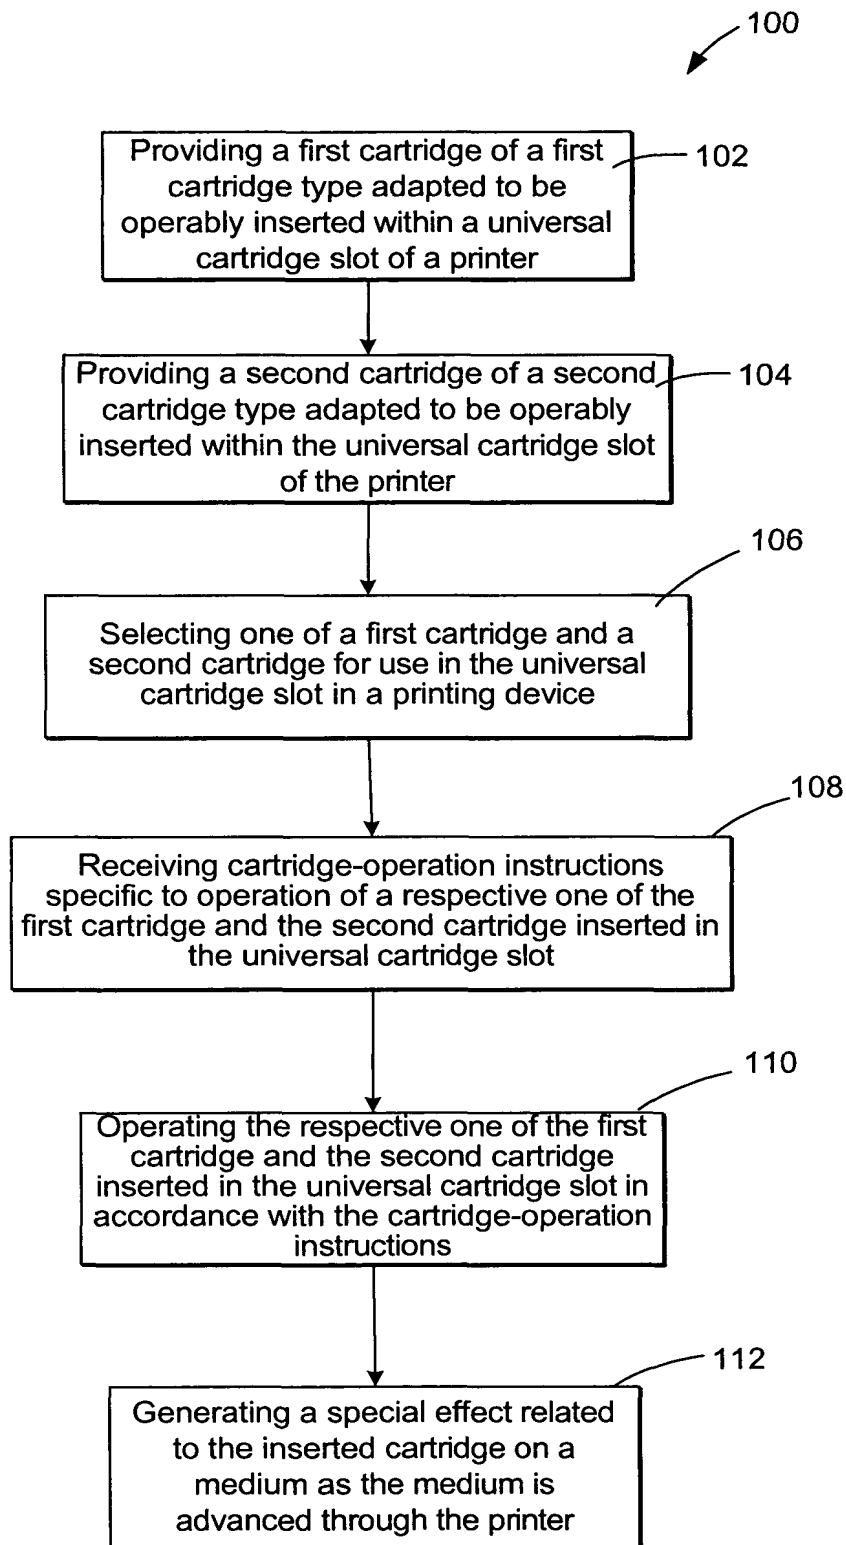 100
Providing a first cartridge of a first
cartridge type adapted to be
operably inserted within a universal
cartridge slot of a printer
102
Providing a second cartridge of a second
cartridge type adapted to be operably
inserted within the universal cartridge slot
of the printer
104
106
Selecting one of a first cartridge and a
second cartridge for use in the universal
cartridge slot in a printing device
108
Receiving cartridge-operation instructions
specific to operation of a respective one of the
first cartridge and the second cartridge inserted in
the universal cartridge slot
110
Operating the respective one of the first
cartridge and the second cartridge
inserted in the universal cartridge slot in
accordance with the cartridge-operation
instructions
112
Generating a special effect related
to the inserted cartridge on a
medium as the medium is
advanced through the printer